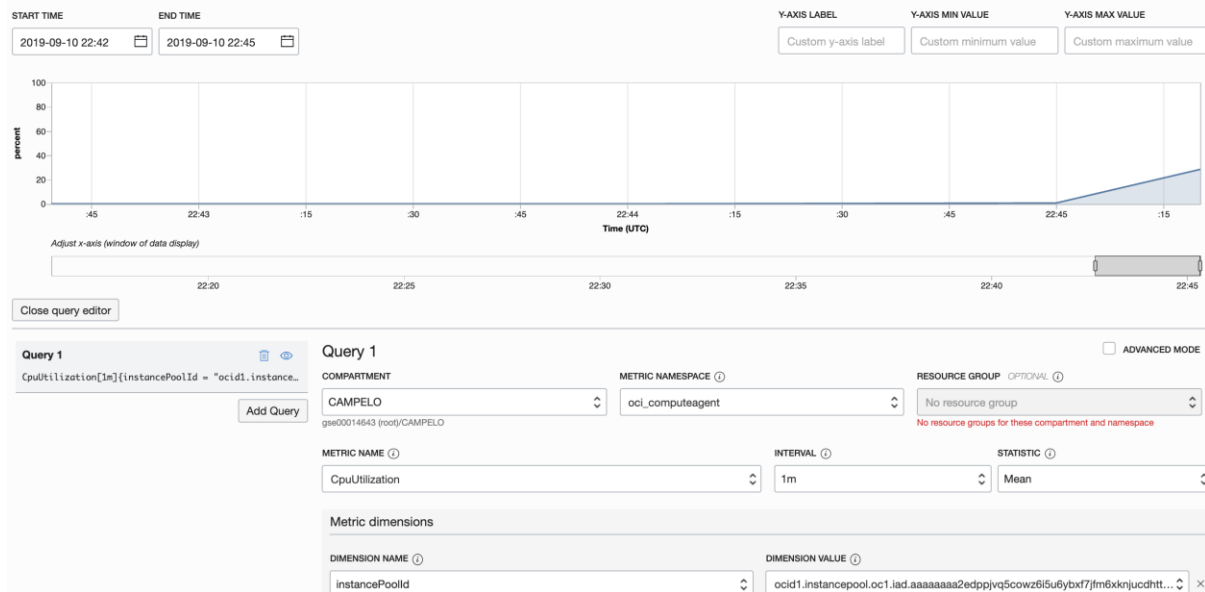 START TIME END TIME Y-AXIS LABEL Y-AXIS MIN VALUE Y-AXIS MAX VALUE
2019-09-10 22:42 2019-09-10 22:45 Custom y-axis label Custom minimum value Custom maximum value
100
80
60
40
20
0
percent
:45 22:43 :15 :30 :45 22:44 :15 :30 :45 22:45 :15
Time (UTC)
Adjust x-axis (window of data display)
22:20 22:25 22:30 22:35 22:40 22:45
Close query editor
Query 1
CpuUtilization[1m]{instancePoolId = "ocid1.instance…
Add Query
Query 1 ADVANCED MODE
COMPARTMENT METRIC NAMESPACE RESOURCE GROUP OPTIONAL
CAMPELO oci_computeagent No resource group
gse00014643 (root)/CAMPELO No resource groups for these compartment and namespace
METRIC NAME INTERVAL STATISTIC
CpuUtilization 1m Mean
Metric dimensions
DIMENSION NAME DIMENSION VALUE
instancePoolId ocid1.instancepool.oc1.iad.aaaaaaaa2edppjvq5cowz6i5u6ybxf7jfm6xknjucdhtt...